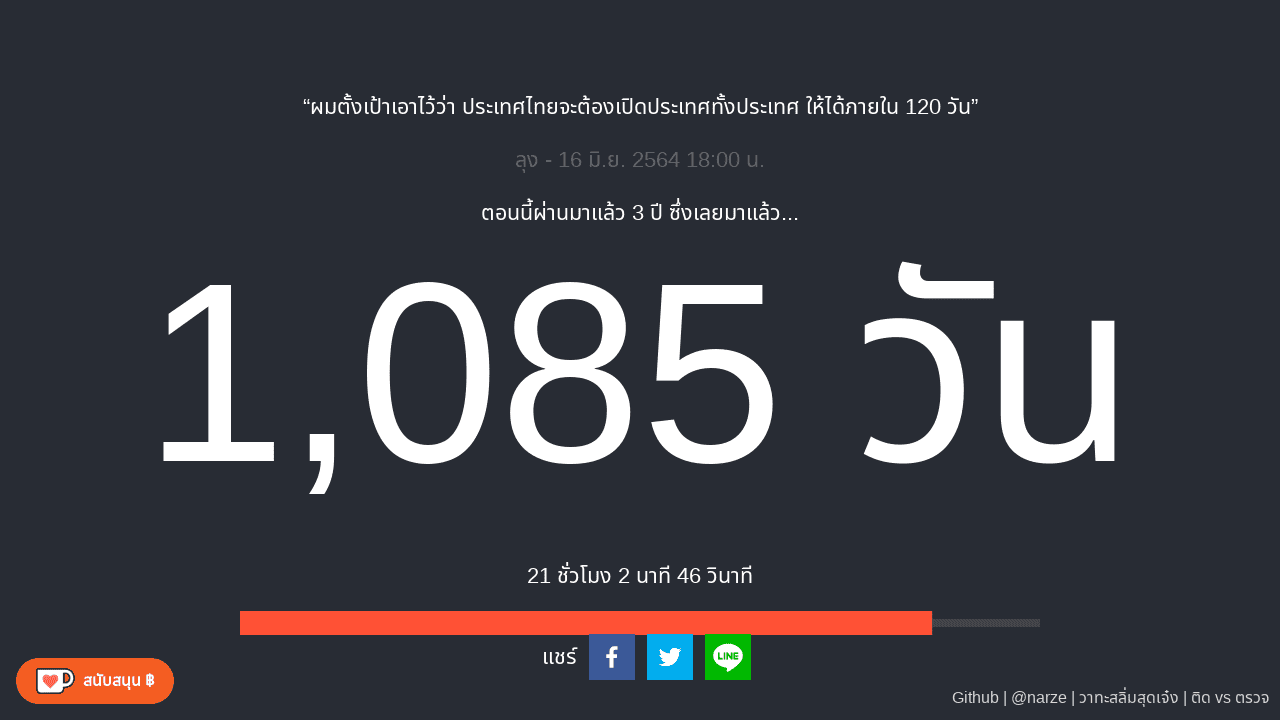 “ผมตั้งเป้าเอาไว้ว่า ประเทศไทยจะต้องเปิดประเทศทั้งประเทศ ให้ได้ภายใน 120 วัน”
ลุง - 16 มิ.ย. 2564 18:00 น.
ตอนนี้ผ่านมาแล้ว 3 ปี ซึ่งเลยมาแล้ว...
1,085 วัน
21 ชั่วโมง 2 นาที 46 วินาที
แชร์
LINE
สนับสนุน ฿
Github | @narze | วาทะสลิ่มสุดเจ๋ง | ติด vs ตรวจ